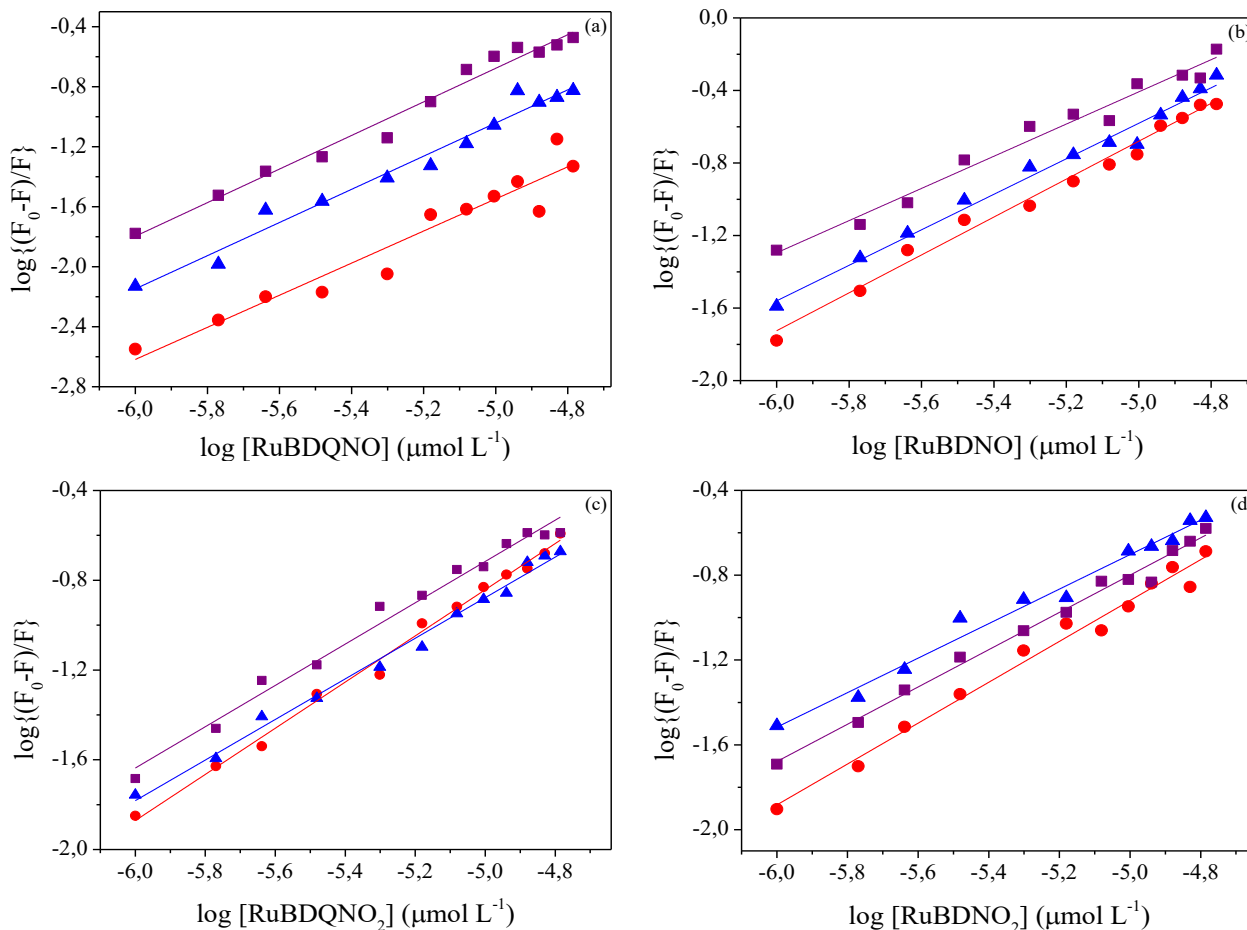 (a)
log{(F₀-F)/F}
-0,4
-0,8
-1,2
-1,6
-2,0
-2,4
-2,8
-6,0 -5,8 -5,6 -5,4 -5,2 -5,0 -4,8
log [RuBDQNO] (μmol L⁻¹)
(b)
log{(F₀-F)/F}
0,0
-0,4
-0,8
-1,2
-1,6
-2,0
-6,0 -5,8 -5,6 -5,4 -5,2 -5,0 -4,8
log [RuBDNO] (μmol L⁻¹)
(c)
log{(F₀-F)/F}
-0,4
-0,8
-1,2
-1,6
-2,0
-6,0 -5,8 -5,6 -5,4 -5,2 -5,0 -4,8
log [RuBDQNO₂] (μmol L⁻¹)
(d)
log{(F₀-F)/F}
-0,4
-0,8
-1,2
-1,6
-2,0
-6,0 -5,8 -5,6 -5,4 -5,2 -5,0 -4,8
log [RuBDNO₂] (μmol L⁻¹)